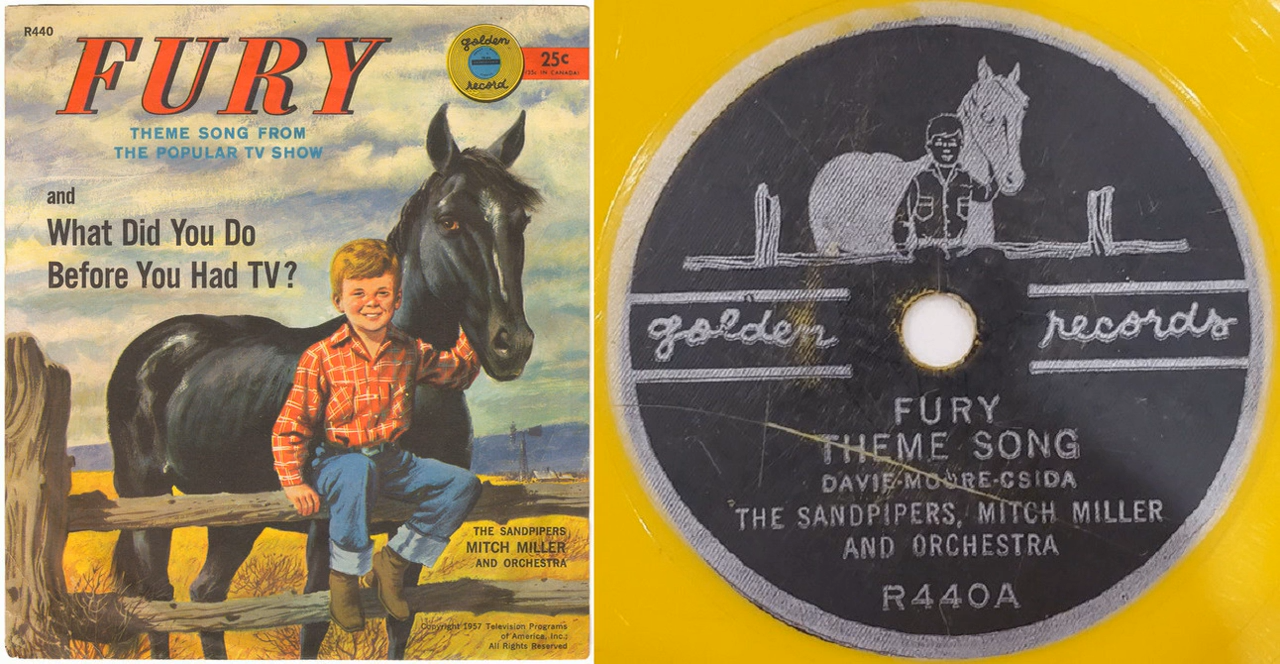 R440
FURY
golden
record
25¢
(35¢ IN CANADA)
THEME SONG FROM
THE POPULAR TV SHOW
and
What Did You Do
Before You Had TV?
THE SANDPIPERS
MITCH MILLER
AND ORCHESTRA
Copyright 1957 Television Programs
of America, Inc.
All Rights Reserved
golden records
FURY
THEME SONG
DAVIE-MOORE-CSIDA
THE SANDPIPERS, MITCH MILLER
AND ORCHESTRA
R440A